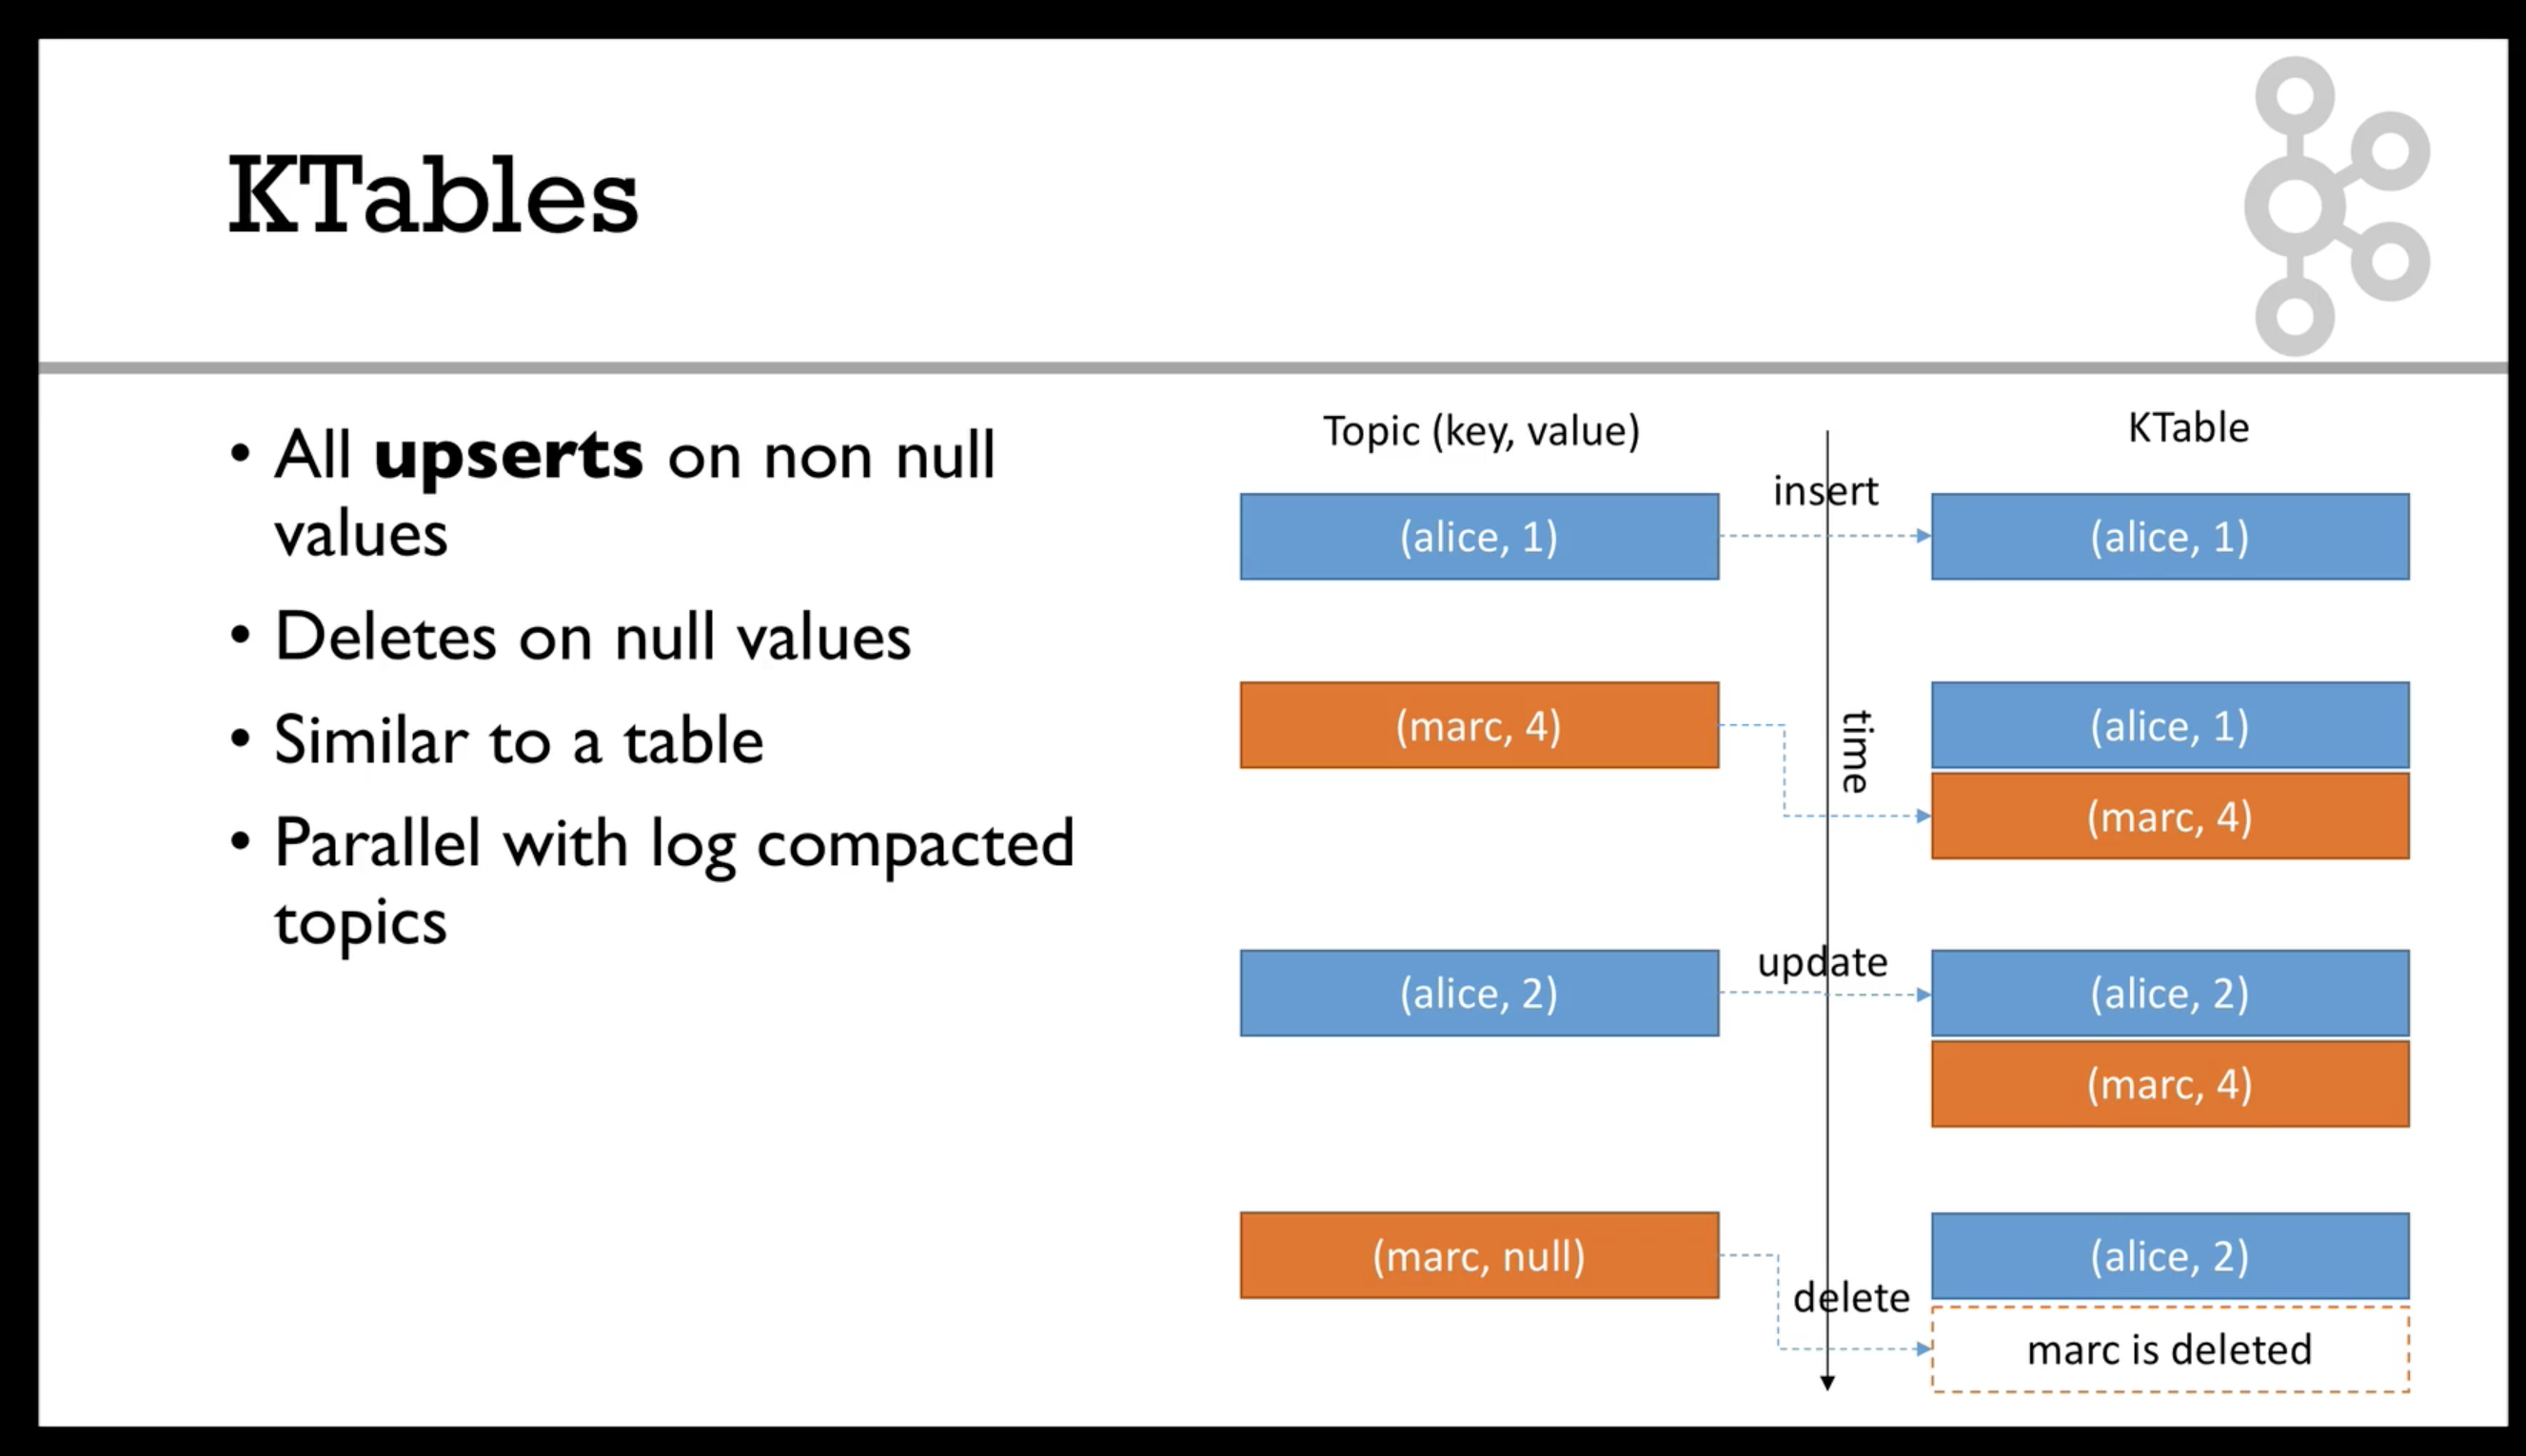 KTables
• All upserts on non null
values
• Deletes on null values
• Similar to a table
• Parallel with log compacted
topics
Topic (key, value)
KTable
insert
(alice, 1)
(alice, 1)
(marc, 4)
time
(alice, 1)
(marc, 4)
update
(alice, 2)
(alice, 2)
(marc, 4)
(marc, null)
(alice, 2)
delete
marc is deleted